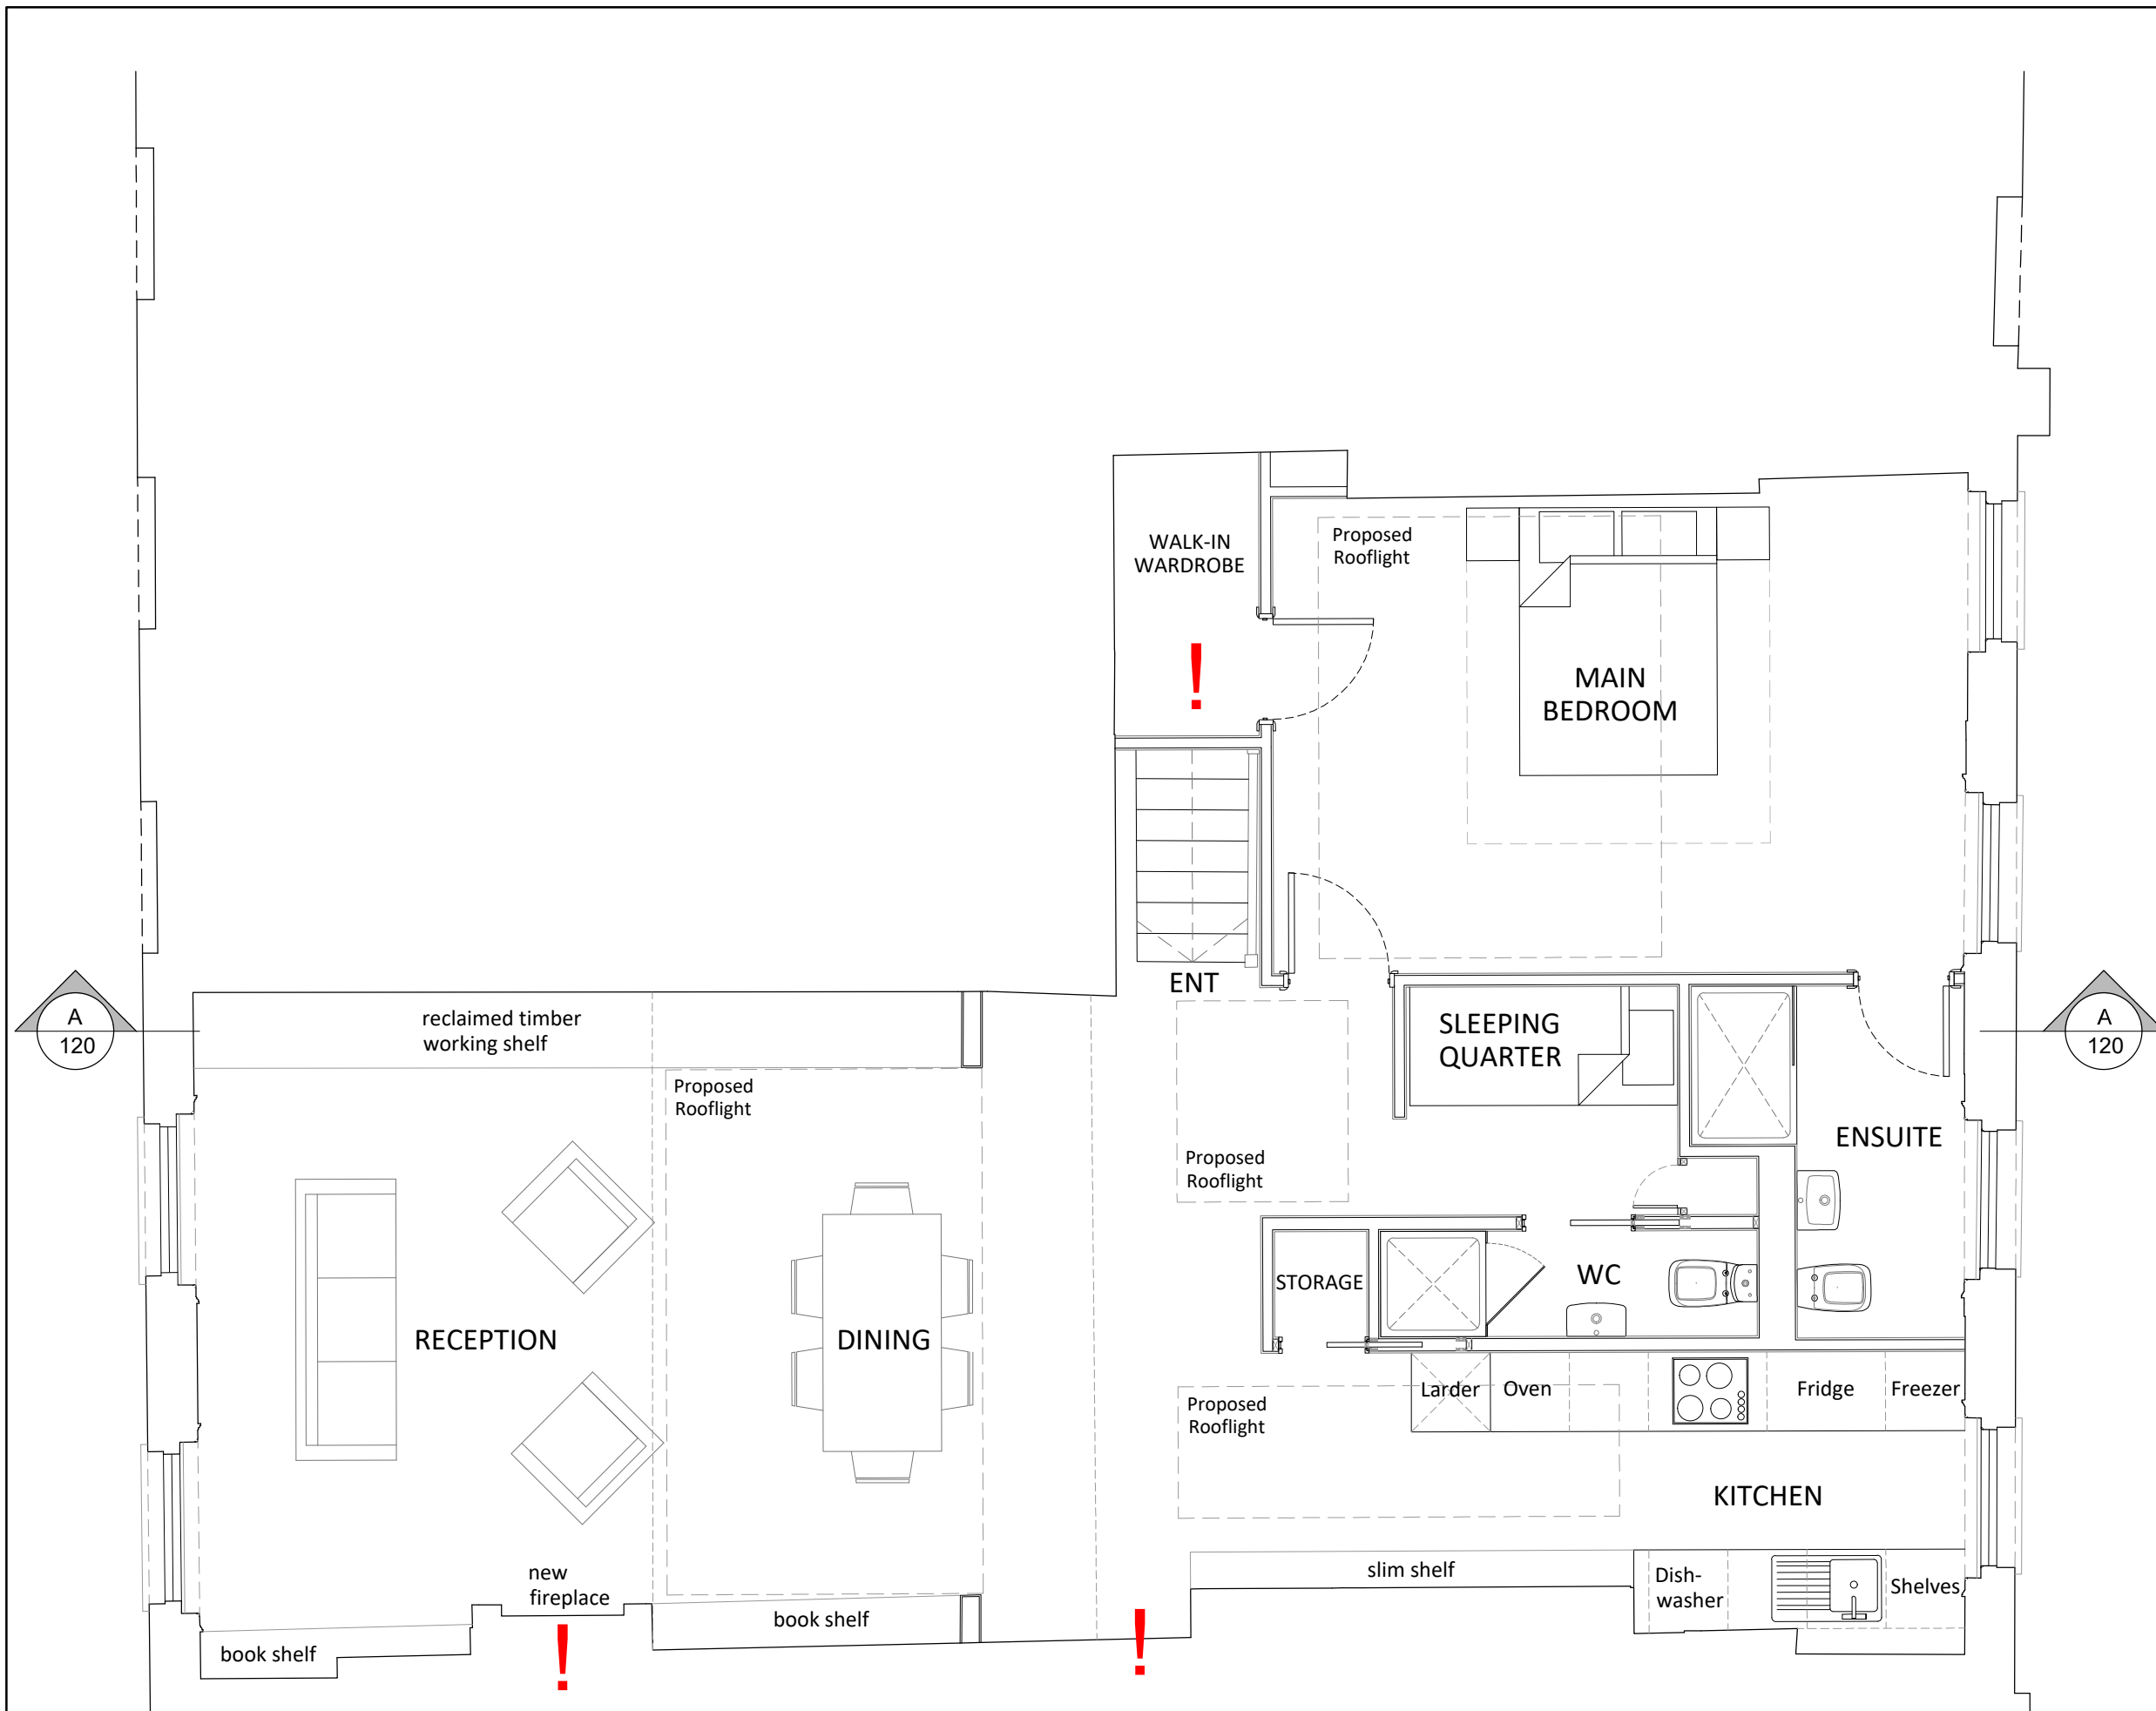 WALK-IN
WARDROBE
Proposed
Rooflight
!
MAIN
BEDROOM
ENT
A
120
reclaimed timber
working shelf
SLEEPING
QUARTER
A
120
Proposed
Rooflight
ENSUITE
Proposed
Rooflight
STORAGE
WC
RECEPTION
DINING
Larder
Oven
Fridge
Freezer
Proposed
Rooflight
KITCHEN
new
fireplace
slim shelf
Dish-
washer
Shelves
book shelf
book shelf
!
!